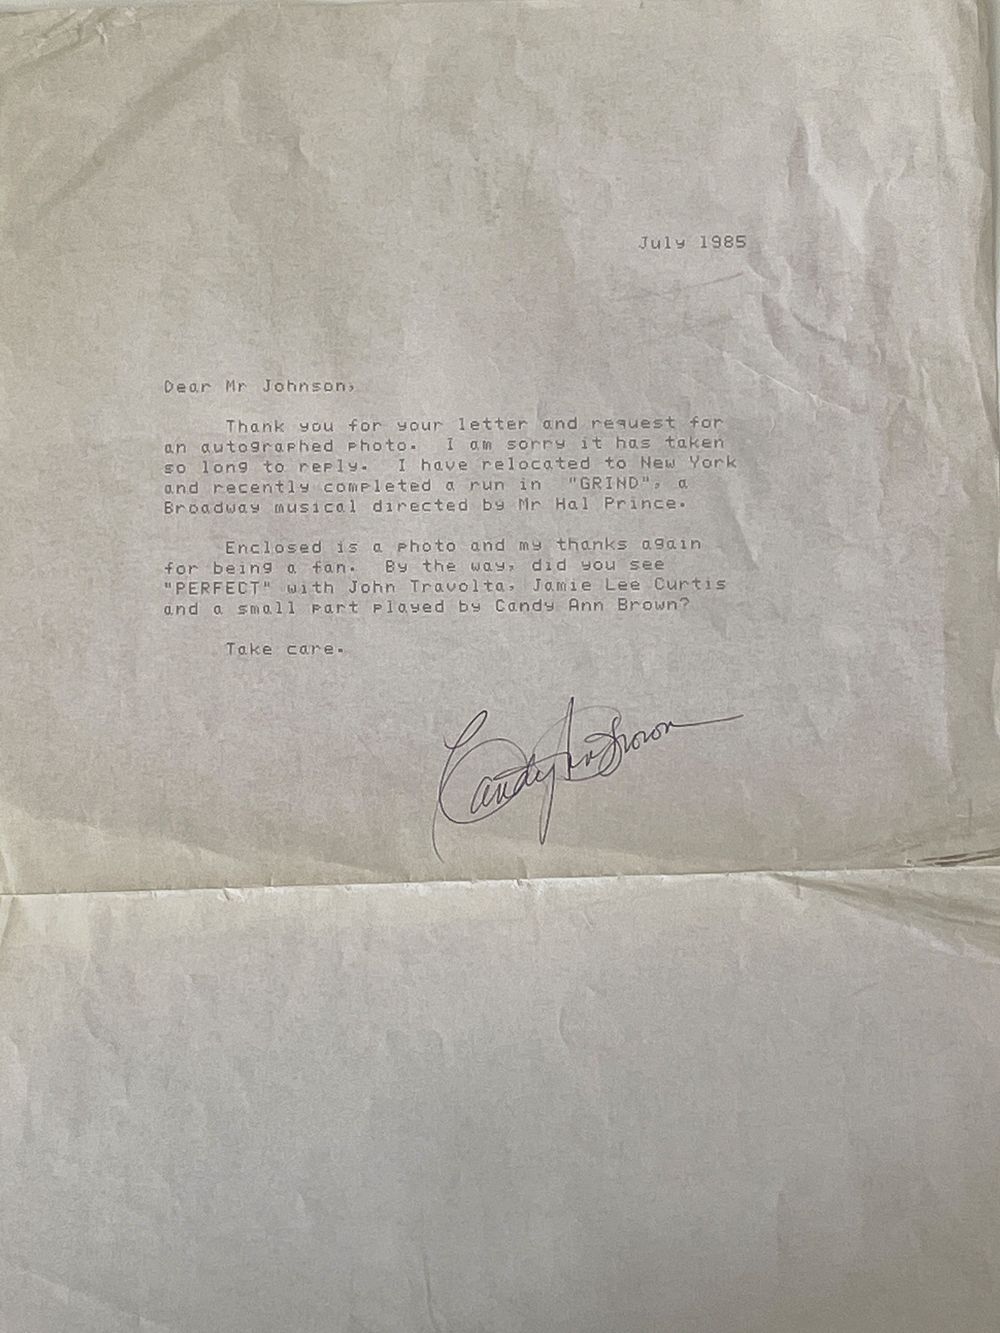 July 1985
Dear Mr Johnson,
Thank you for your letter and request for
an autographed photo. I am sorry it has taken
so long to reply. I have relocated to New York
and recently completed a run in "GRIND", a
Broadway musical directed by Mr Hal Prince.
Enclosed is a photo and my thanks again
for being a fan. By the way, did you see
"PERFECT" with John Travolta, Jamie Lee Curtis
and a small part played by Candy Ann Brown?
Take care.
Candy Ann Brown